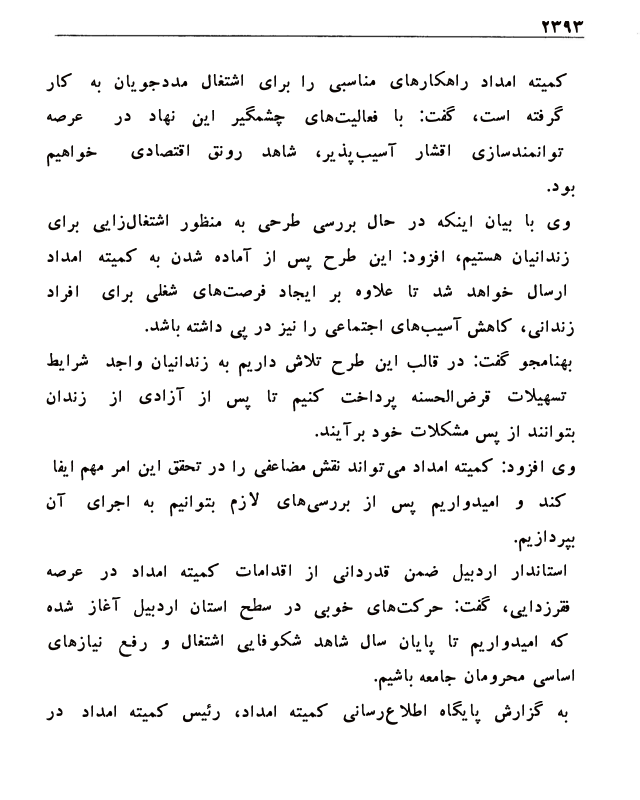 ۲۳۹۳
کمیته امداد راهکارهای مناسبی را برای اشتغال مددجویان به کار
گرفته است، گفت: با فعالیت‌های چشمگیر این نهاد در عرصه
توانمندسازی اقشار آسیب‌پذیر، شاهد رونق اقتصادی خواهیم
بود.
وی با بیان اینکه در حال بررسی طرحی به منظور اشتغال‌زایی برای
زندانیان هستیم، افزود: این طرح پس از آماده شدن به کمیته امداد
ارسال خواهد شد تا علاوه بر ایجاد فرصت‌های شغلی برای افراد
زندانی، کاهش آسیب‌های اجتماعی را نیز در پی داشته باشد.
بهنامجو گفت: در قالب این طرح تلاش داریم به زندانیان واجد شرایط
تسهیلات قرض‌الحسنه پرداخت کنیم تا پس از آزادی از زندان
بتوانند از پس مشکلات خود برآیند.
وی افزود: کمیته امداد می‌تواند نقش مضاعفی را در تحقق این امر مهم ایفا
کند و امیدواریم پس از بررسی‌های لازم بتوانیم به اجرای آن
بپردازیم.
استاندار اردبیل ضمن قدردانی از اقدامات کمیته امداد در عرصه
فقرزدایی، گفت: حرکت‌های خوبی در سطح استان اردبیل آغاز شده
که امیدواریم تا پایان سال شاهد شکوفایی اشتغال و رفع نیازهای
اساسی محرومان جامعه باشیم.
به گزارش پایگاه اطلاع‌رسانی کمیته امداد، رئیس کمیته امداد در